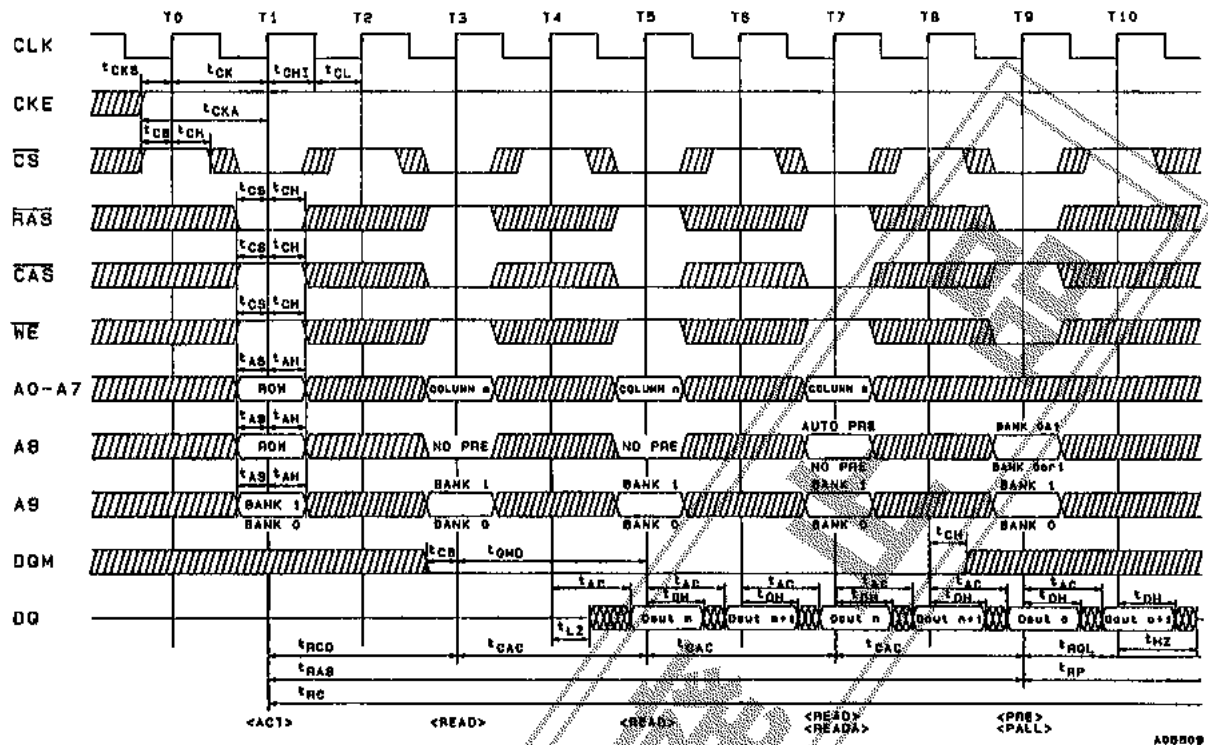 T0 T1 T2 T3 T4 T5 T6 T7 T8 T9 T10
CLK
tCKS tCK tCHI tCL
CKE
tCKA
tCS tCH
CS
tCS tCH
RAS
tCS tCH
CAS
tCS tCH
WE
tAS tAH
A0-A7 ROW COLUMN m COLUMN n COLUMN
tAS tAH AUTO PRE BANK 0&1
A8 ROW NO PRE NO PRE
NO PRE BANK 0or1
tAS tAH BANK 1 BANK 1 BANK 1 BANK 1
A9 BANK 1
BANK 0 BANK 0 BANK 0 BANK 0 BANK 0
tCS tQMD tCH
DQM
tAC tAC tAC tAC tAC tAC
tOH tOH tOH tOH tOH tOH
DQ Dout m Dout m+1 Dout n Dout n+1 Dout o Dout o+1
tLZ tHZ
tRCD tCAC tCAC tCAC tRQL
tRAS tRP
tRC
<ACT> <READ> <READ> <READ> <PRE>
<READA> <PALL>
A05509